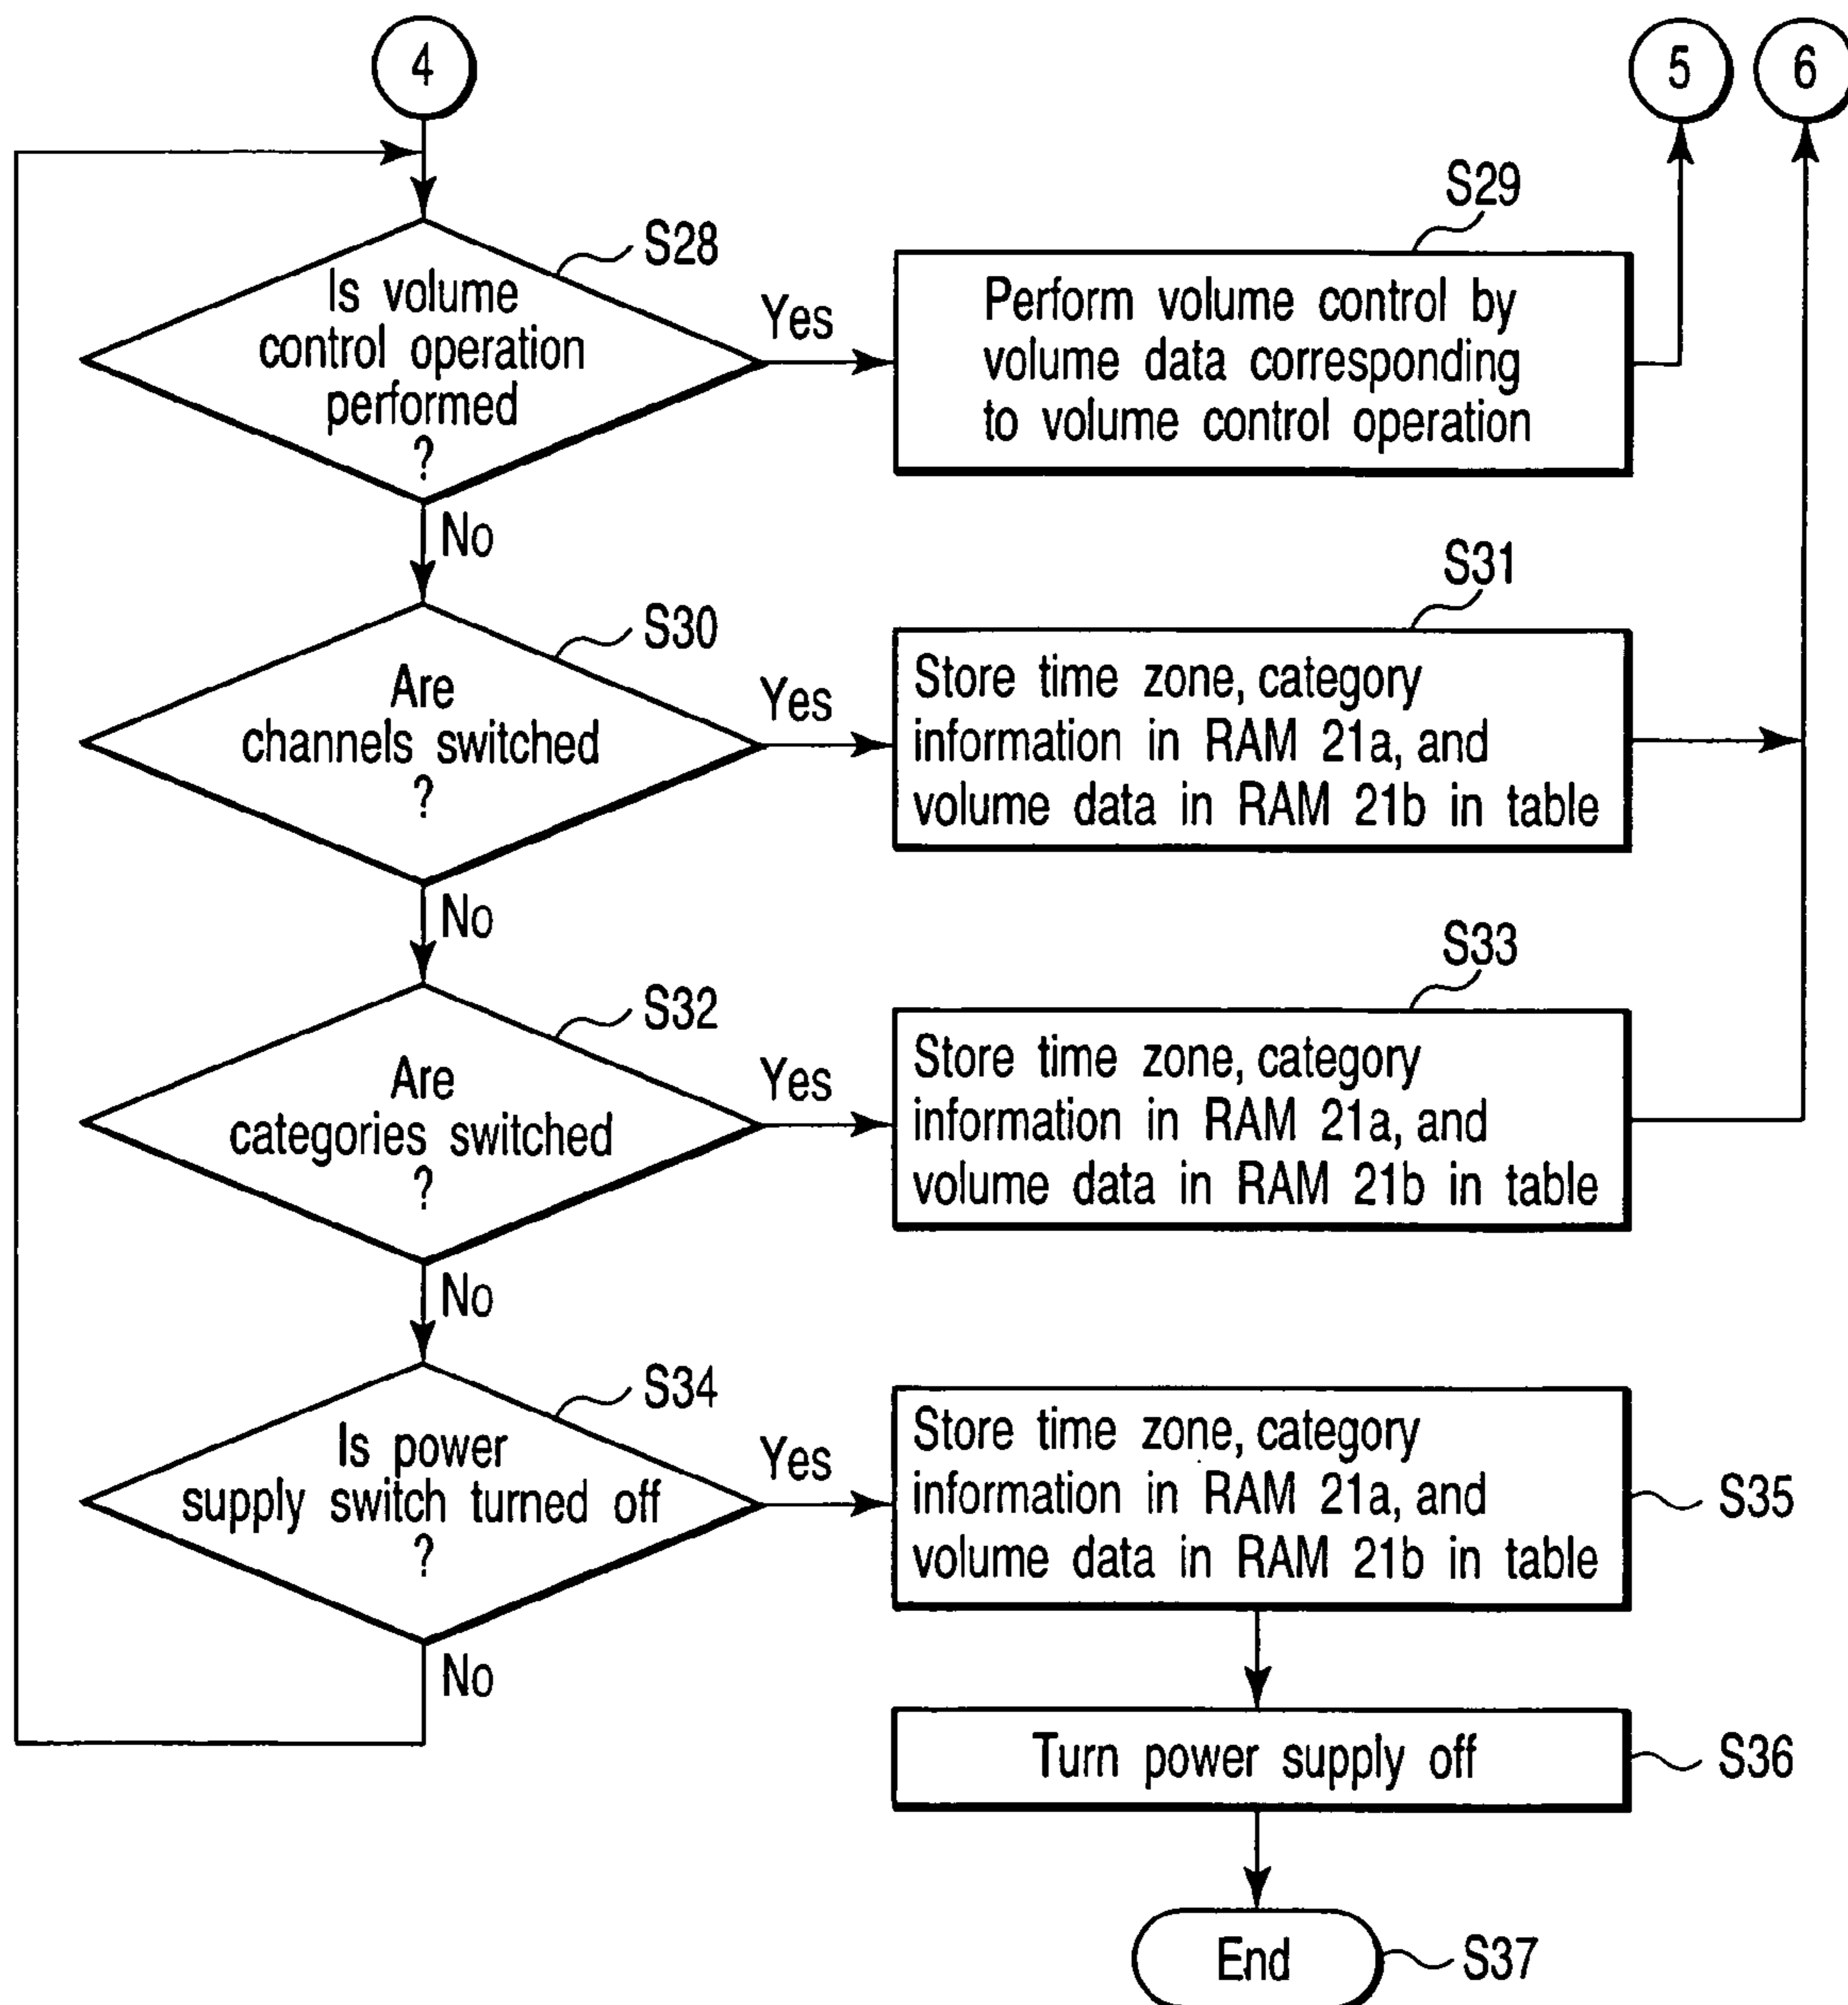 4
5
6
S28
Is volume
control operation
performed
?
Yes
No
S29
Perform volume control by
volume data corresponding
to volume control operation
S30
Are
channels switched
?
Yes
No
S31
Store time zone, category
information in RAM 21a, and
volume data in RAM 21b in table
S32
Are
categories switched
?
Yes
No
S33
Store time zone, category
information in RAM 21a, and
volume data in RAM 21b in table
S34
Is power
supply switch turned off
?
Yes
No
Store time zone, category
information in RAM 21a, and
volume data in RAM 21b in table
S35
Turn power supply off
S36
End
S37